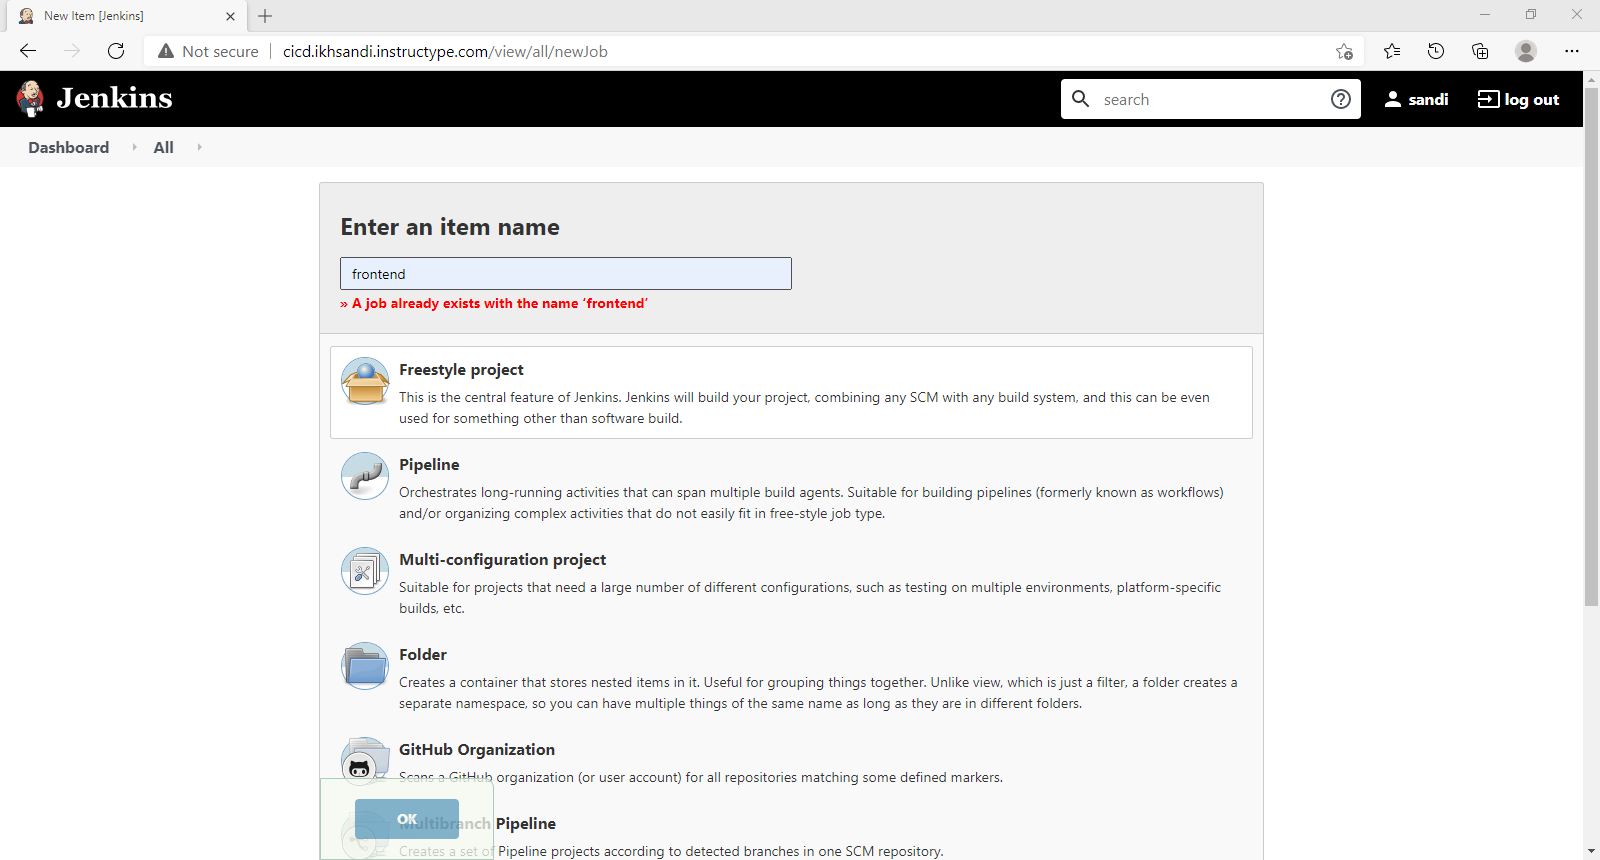 New Item [Jenkins]
Not secure
cicd.ikhsandi.instructype.com/view/all/newJob
Jenkins
search
sandi
log out
Dashboard
All
Enter an item name
frontend
» A job already exists with the name ‘frontend’
Freestyle project
This is the central feature of Jenkins. Jenkins will build your project, combining any SCM with any build system, and this can be even
used for something other than software build.
Pipeline
Orchestrates long-running activities that can span multiple build agents. Suitable for building pipelines (formerly known as workflows)
and/or organizing complex activities that do not easily fit in free-style job type.
Multi-configuration project
Suitable for projects that need a large number of different configurations, such as testing on multiple environments, platform-specific
builds, etc.
Folder
Creates a container that stores nested items in it. Useful for grouping things together. Unlike view, which is just a filter, a folder creates a
separate namespace, so you can have multiple things of the same name as long as they are in different folders.
GitHub Organization
Scans a GitHub organization (or user account) for all repositories matching some defined markers.
OK
Multibranch Pipeline
Creates a set of Pipeline projects according to detected branches in one SCM repository.